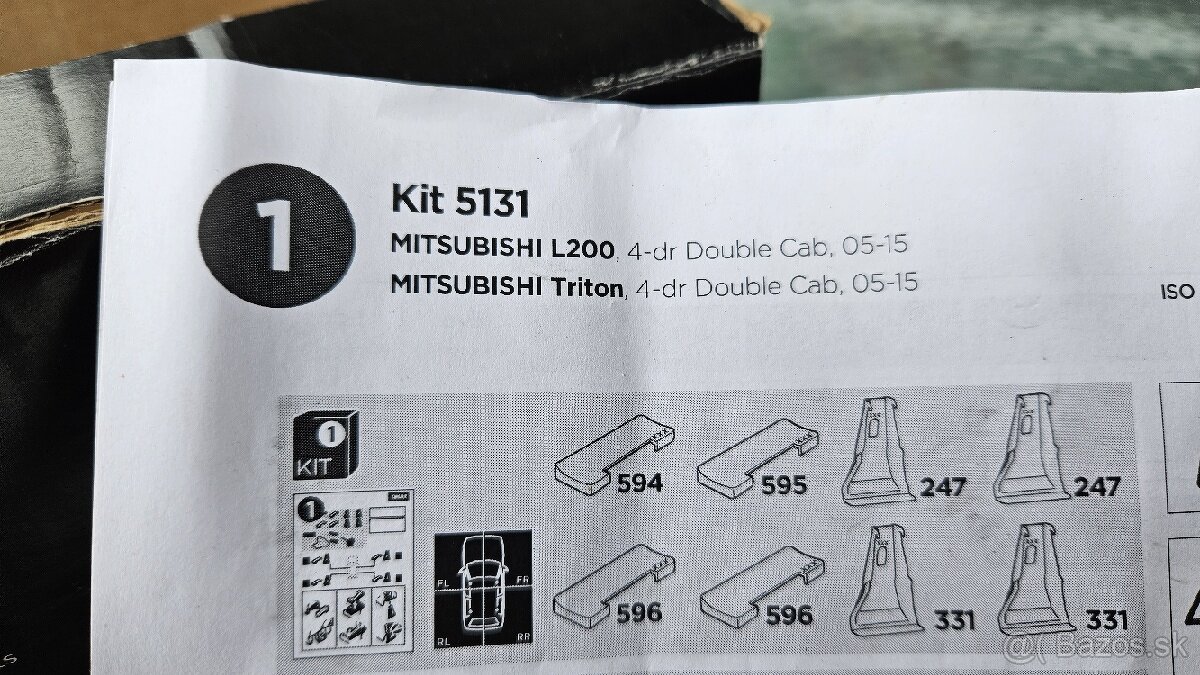 1
Kit 5131
MITSUBISHI L200, 4-dr Double Cab, 05-15
MITSUBISHI Triton, 4-dr Double Cab, 05-15
ISO
1
KIT
594
595
247
247
1
FL
FR
RL
RR
596
596
331
331
Bazos.sk